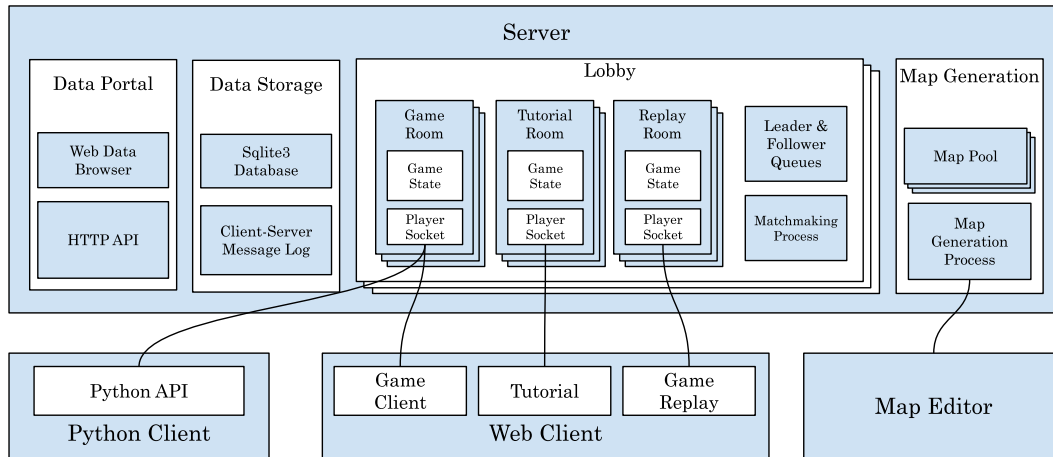 Server
Data Portal
Web Data
Browser
HTTP API
Data Storage
Sqlite3
Database
Client-Server
Message Log
Lobby
Game
Room
Game
State
Player
Socket
Tutorial
Room
Game
State
Player
Socket
Replay
Room
Game
State
Player
Socket
Leader &
Follower
Queues
Matchmaking
Process
Map Generation
Map Pool
Map
Generation
Process
Python API
Python Client
Game
Client
Tutorial
Game
Replay
Web Client
Map Editor